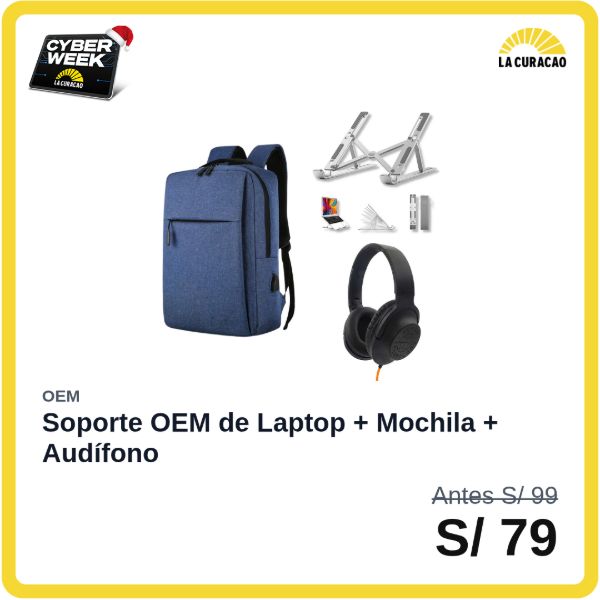 CYBER
WEEK
LA CURACAO
LA CURACAO
OEM
Soporte OEM de Laptop + Mochila +
Audífono
Antes S/ 99
S/ 79